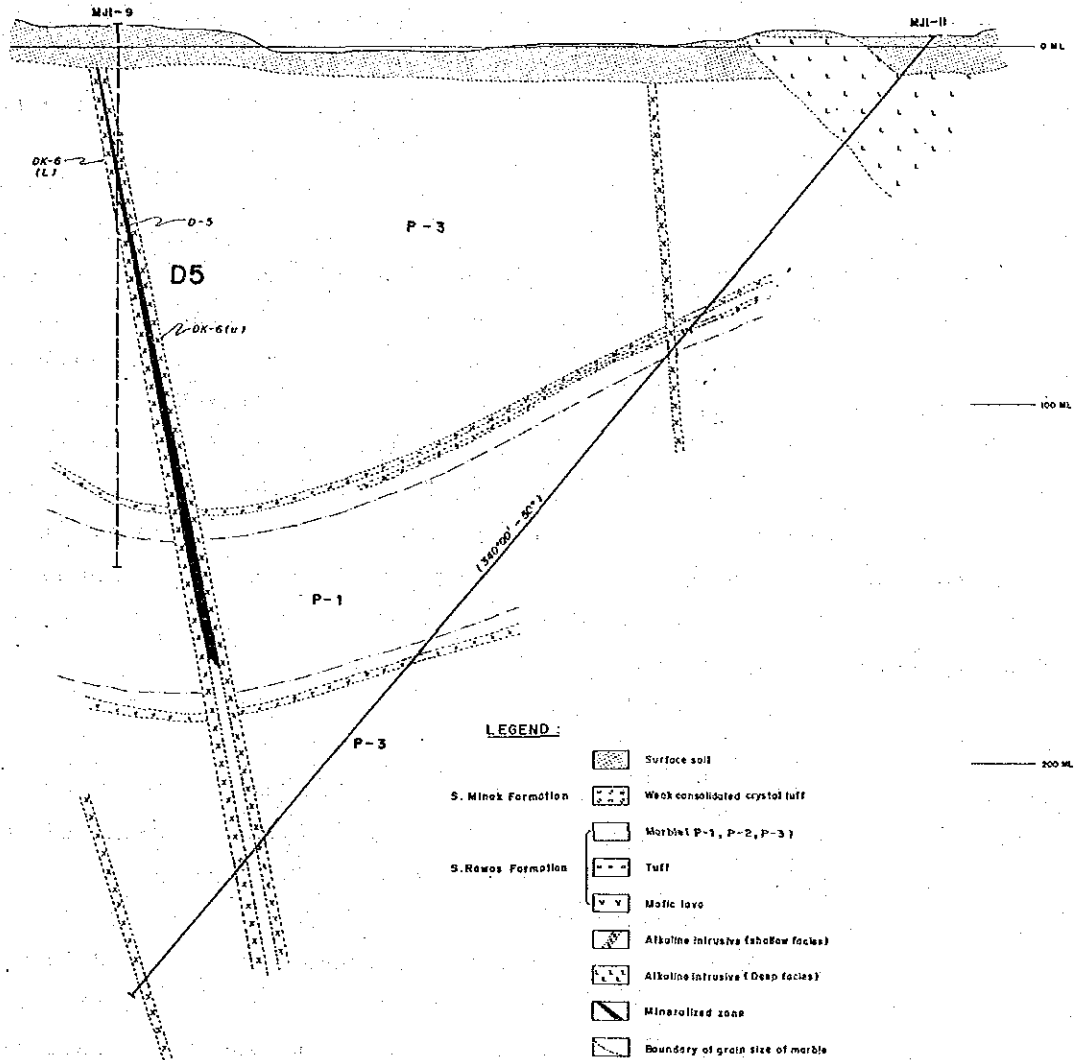 MJI-9
MJI-11
0 ML
DK-6
(L)
D-5
P-3
D5
DK-6(U)
100 ML
(340°00' - 50°)
P-1
P-3
LEGEND :
200 ML
Surface soil
S. Minak Formation
Weak consolidated crystal tuff
Marble( P-1, P-2, P-3 )
S. Rawas Formation
Tuff
Mafic lava
Alkaline intrusive (shallow facies)
Alkaline intrusive (Deep facies)
Mineralized zone
Boundary of grain size of marble